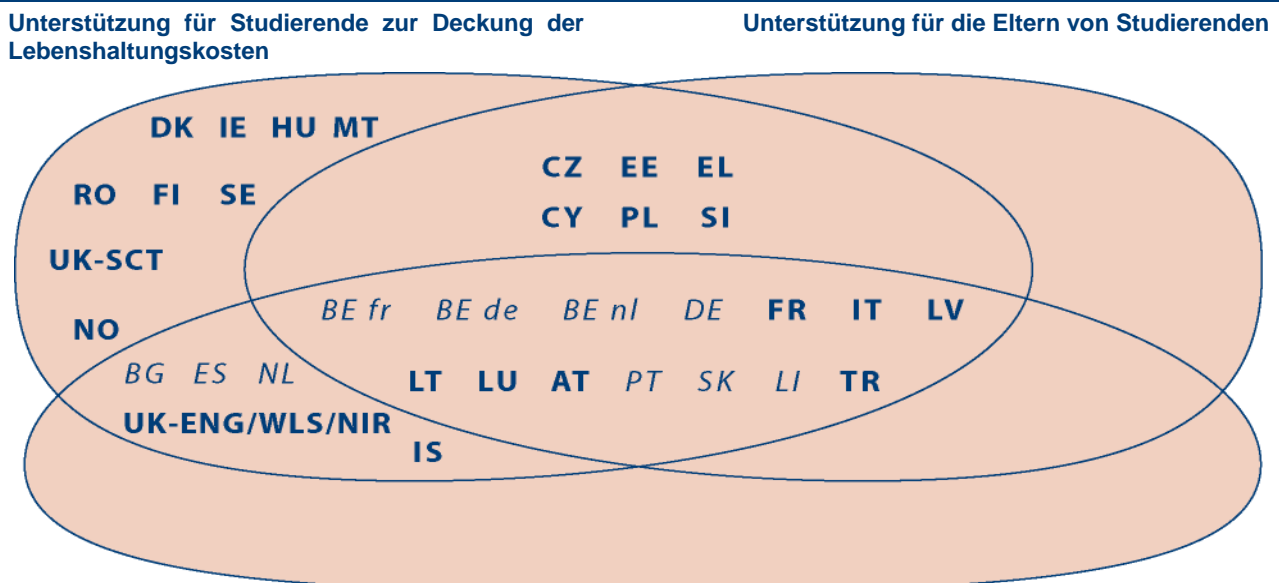 Unterstützung für Studierende zur Deckung der Lebenshaltungskosten
Unterstützung für die Eltern von Studierenden
DK IE HU MT
CZ EE EL
RO FI SE
CY PL SI
UK-SCT
BE fr BE de BE nl DE FR IT LV
NO
BG ES NL
LT LU AT PT SK LI TR
UK-ENG/WLS/NIR
IS